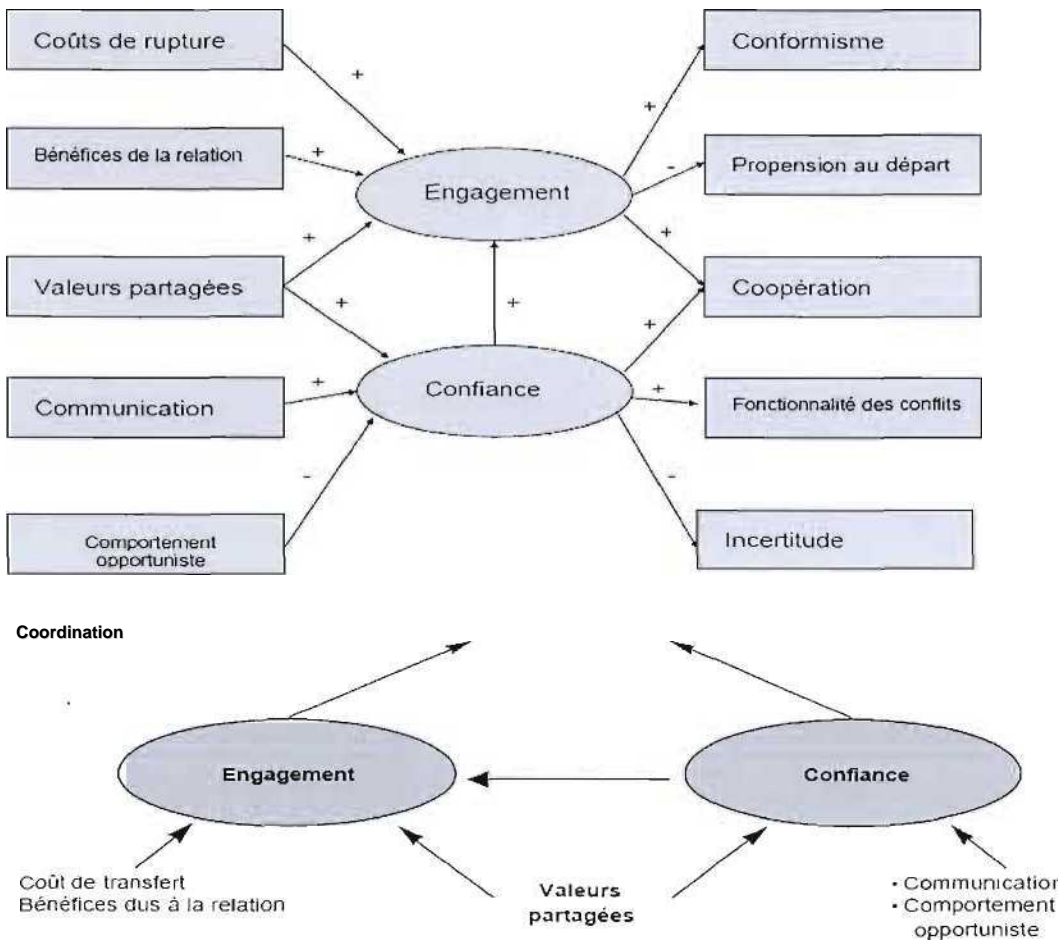 Coûts de rupture
Conformisme
+
+
Bénéfices de la relation
+
Engagement
-
Propension au départ
+
+
Valeurs partagées
+
+
+
Coopération
Communication
+
Confiance
+
Fonctionnalité des conflits
-
-
Comportement
opportuniste
Incertitude
Coordination
Engagement
Confiance
Coût de transfert
Bénéfices dus à la relation
Valeurs
partagées
• Communication
• Comportement
opportuniste